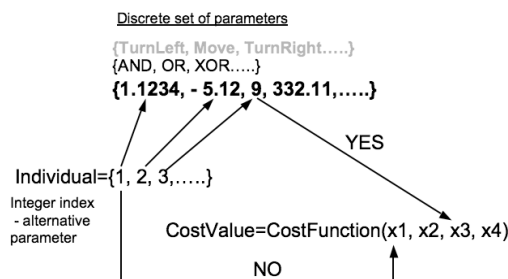 Discrete set of parameters
{TurnLeft, Move, TurnRight.....}
{AND, OR, XOR.....}
{1.1234, - 5.12, 9, 332.11,.....}
YES
Individual={1, 2, 3,.....}
Integer index
- alternative
parameter
CostValue=CostFunction(x1, x2, x3, x4)
NO